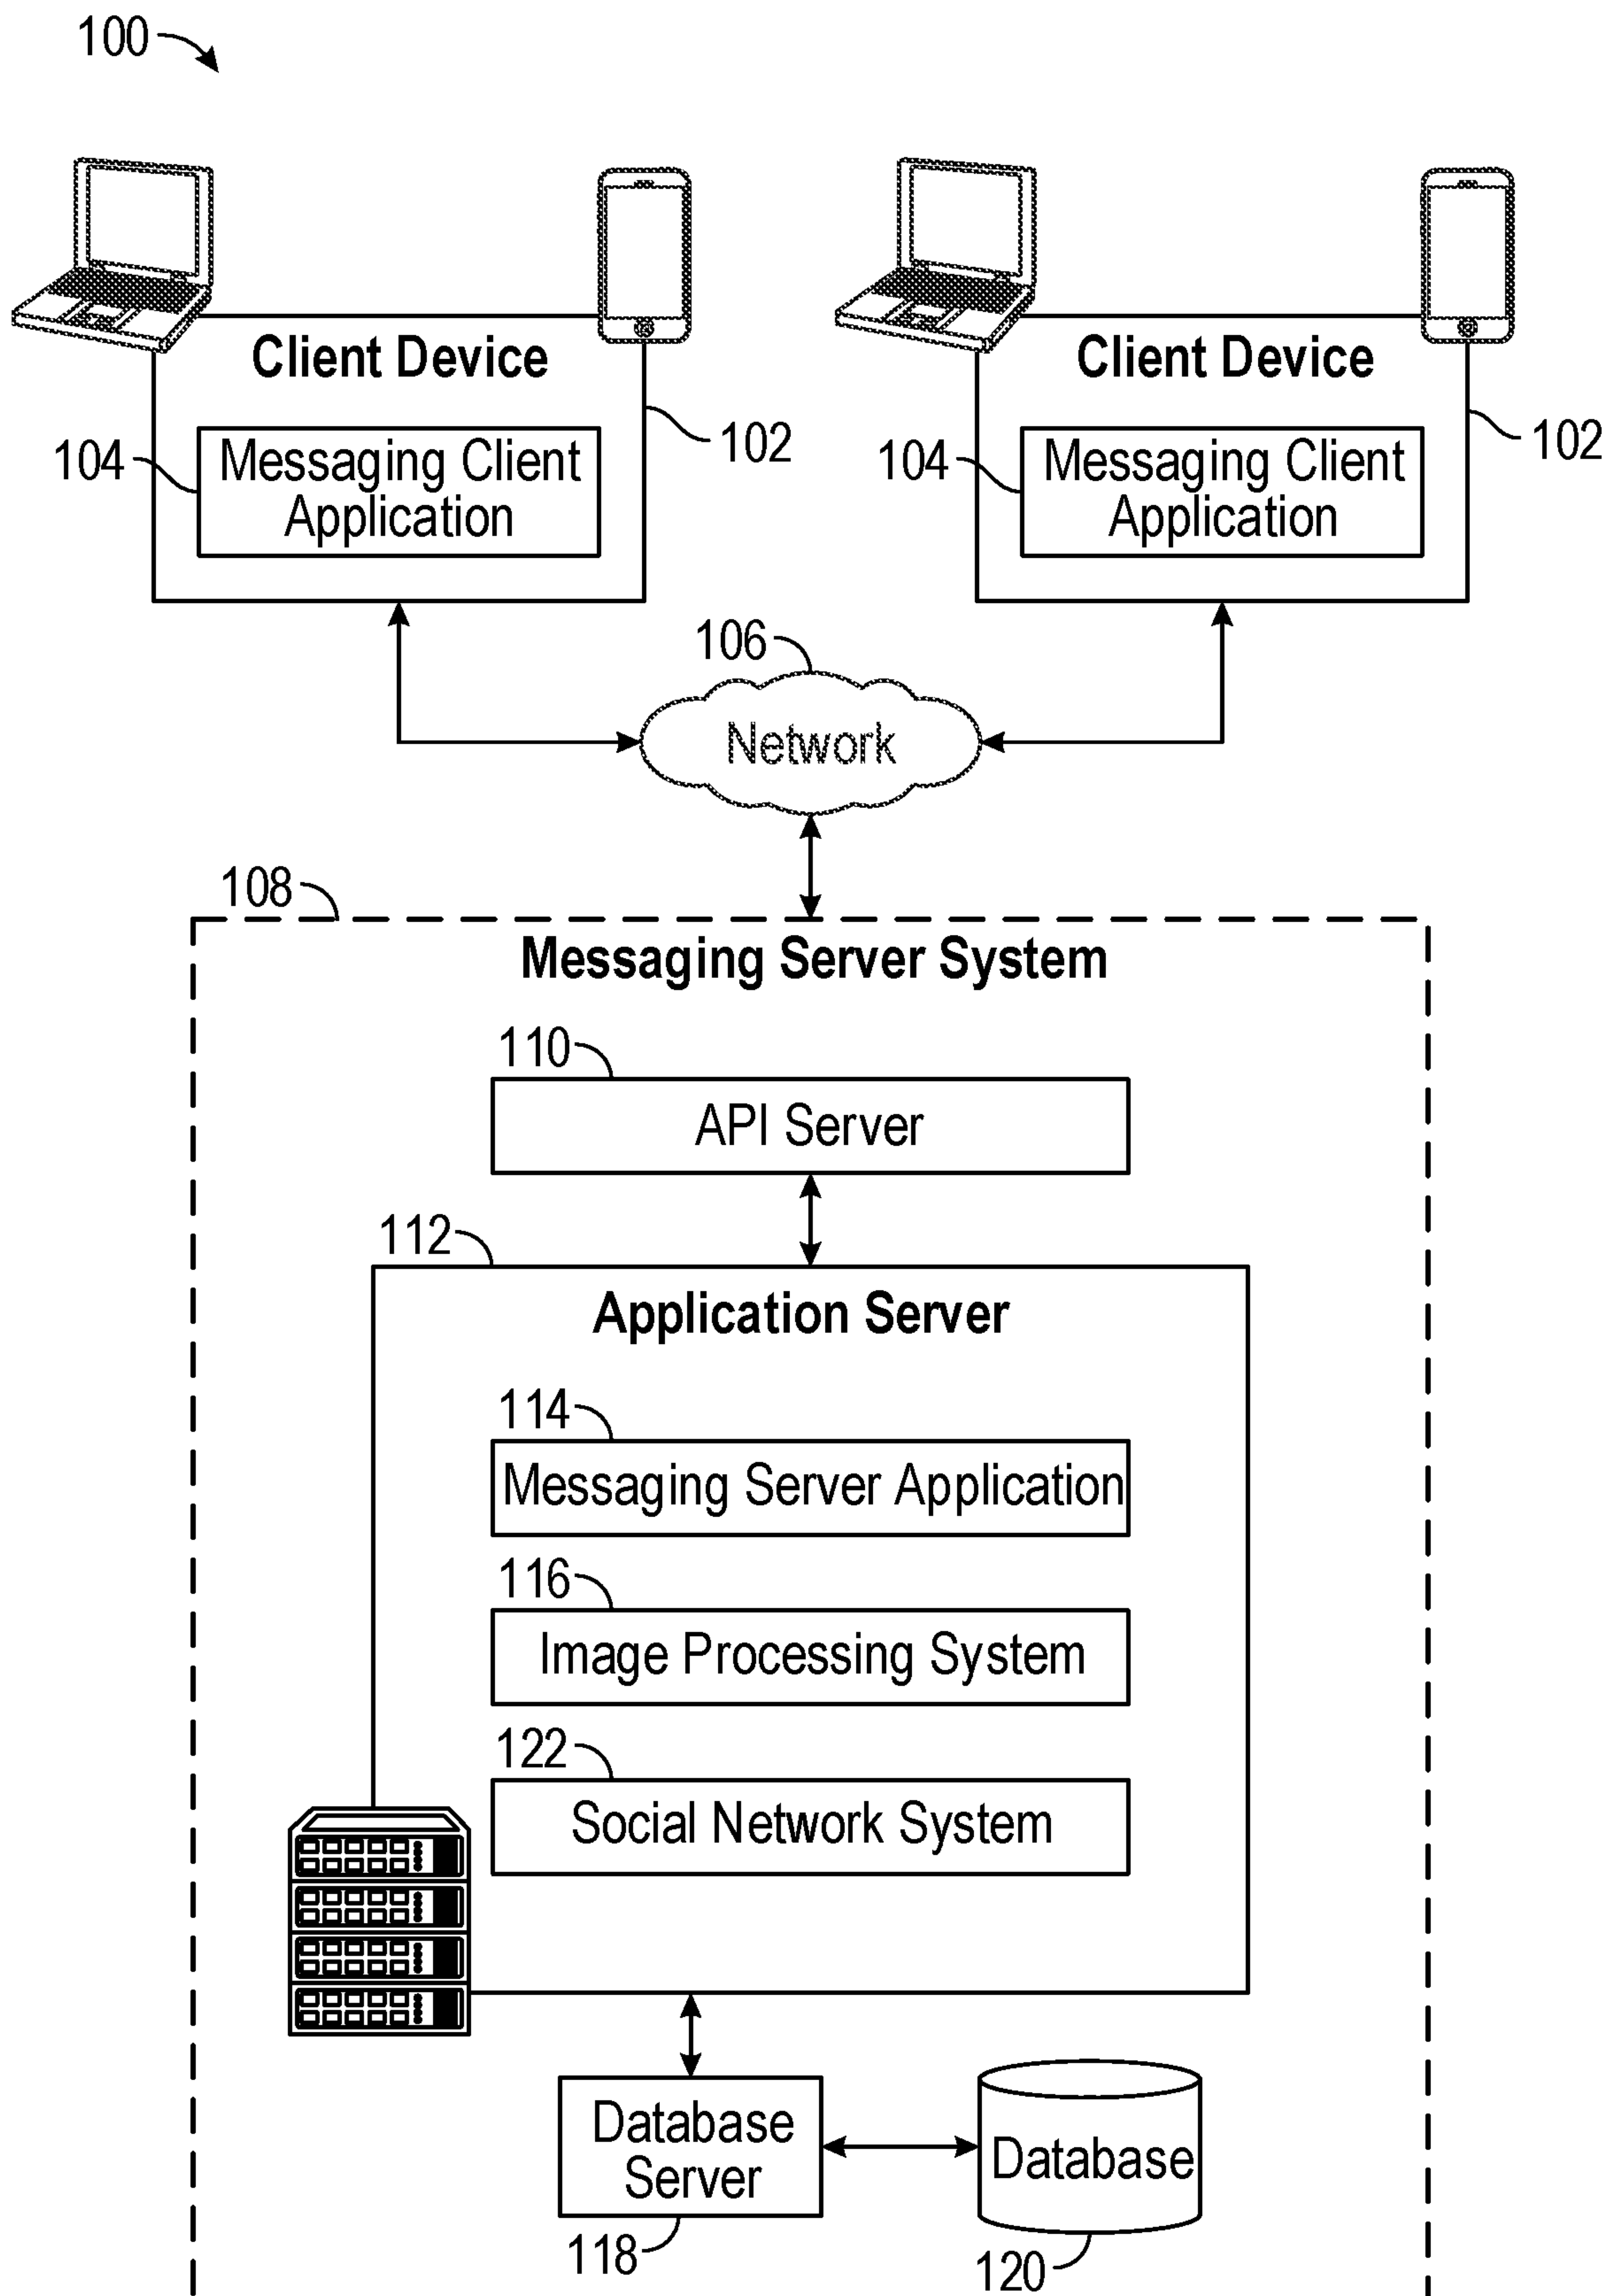 100
Client Device
Client Device
102
102
104
Messaging Client
Application
104
Messaging Client
Application
106
Network
108
Messaging Server System
110
API Server
112
Application Server
114
Messaging Server Application
116
Image Processing System
122
Social Network System
Database
Server
118
Database
120